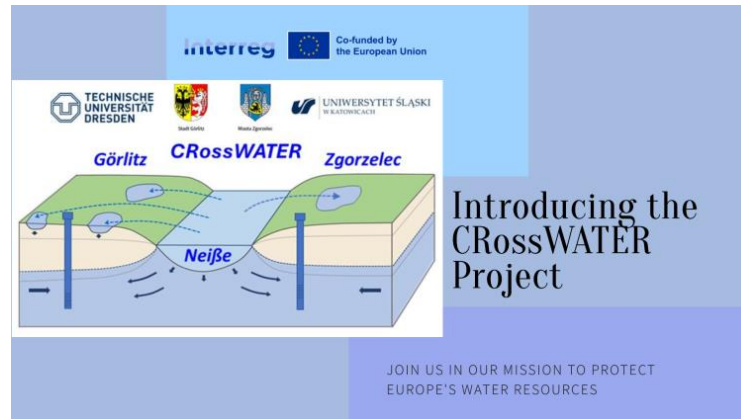 Interreg
Co-funded by
the European Union
TECHNISCHE
UNIVERSITÄT
DRESDEN
Stadt Görlitz
Miasto Zgorzelec
UNIWERSYTET ŚLĄSKI
W KATOWICACH
Görlitz
CRossWATER
Zgorzelec
Neiße
Introducing the
CRossWATER
Project
JOIN US IN OUR MISSION TO PROTECT
EUROPE'S WATER RESOURCES